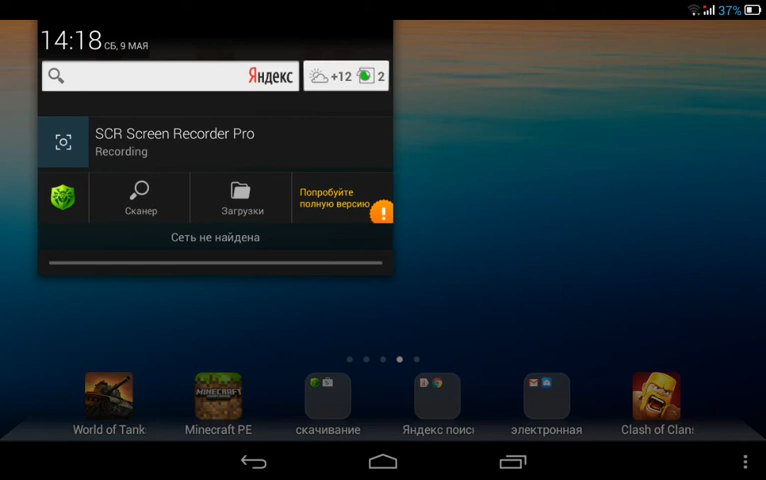 37%
14:18 СБ, 9 МАЯ
Яндекс
+12 2
SCR Screen Recorder Pro
Recording
Сканер
Загрузки
Попробуйте
полную версию
!
Сеть не найдена
World of Tank
MINECRAFT
Minecraft PE
скачивание
Яндекс поиск
электронная
Clash of Clans